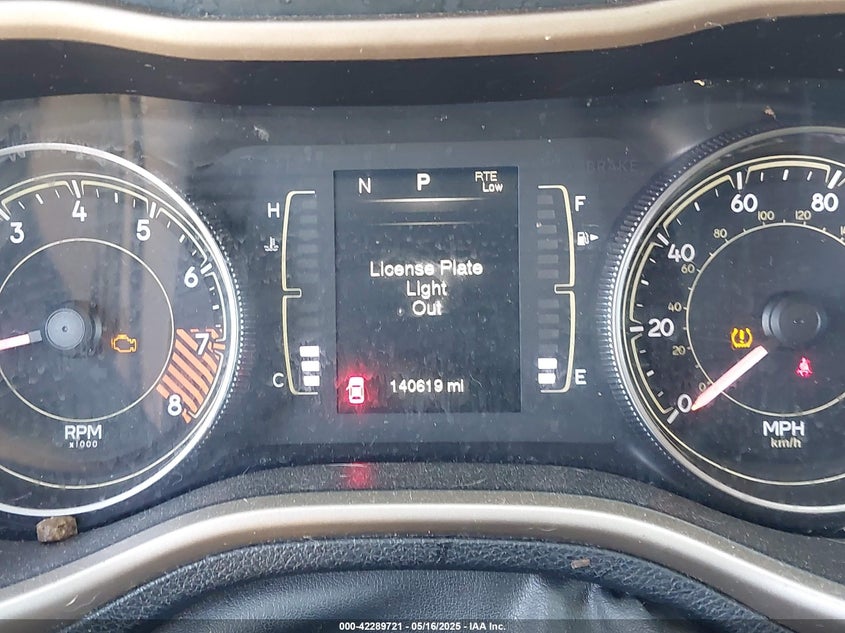 N P RTE
Low
H F
C E
License Plate
Light
Out
140619 mi
3 4 5 6 7 8
RPM
x1000
BRAKE
0 20 40 60 80
0 20 40 60 80 100 120
MPH
km/h
000-42289721 - 05/16/2025 - IAA Inc.